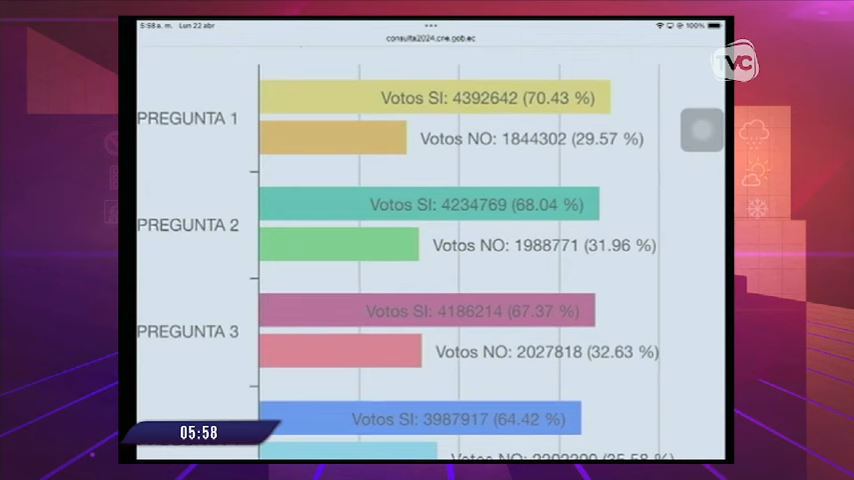 5:58 a. m. Lun 22 abr
100%
consulta2024.cne.gob.ec
TVC
PREGUNTA 1
Votos SI: 4392642 (70.43 %)
Votos NO: 1844302 (29.57 %)
PREGUNTA 2
Votos SI: 4234769 (68.04 %)
Votos NO: 1988771 (31.96 %)
PREGUNTA 3
Votos SI: 4186214 (67.37 %)
Votos NO: 2027818 (32.63 %)
Votos SI: 3987917 (64.42 %)
05:58